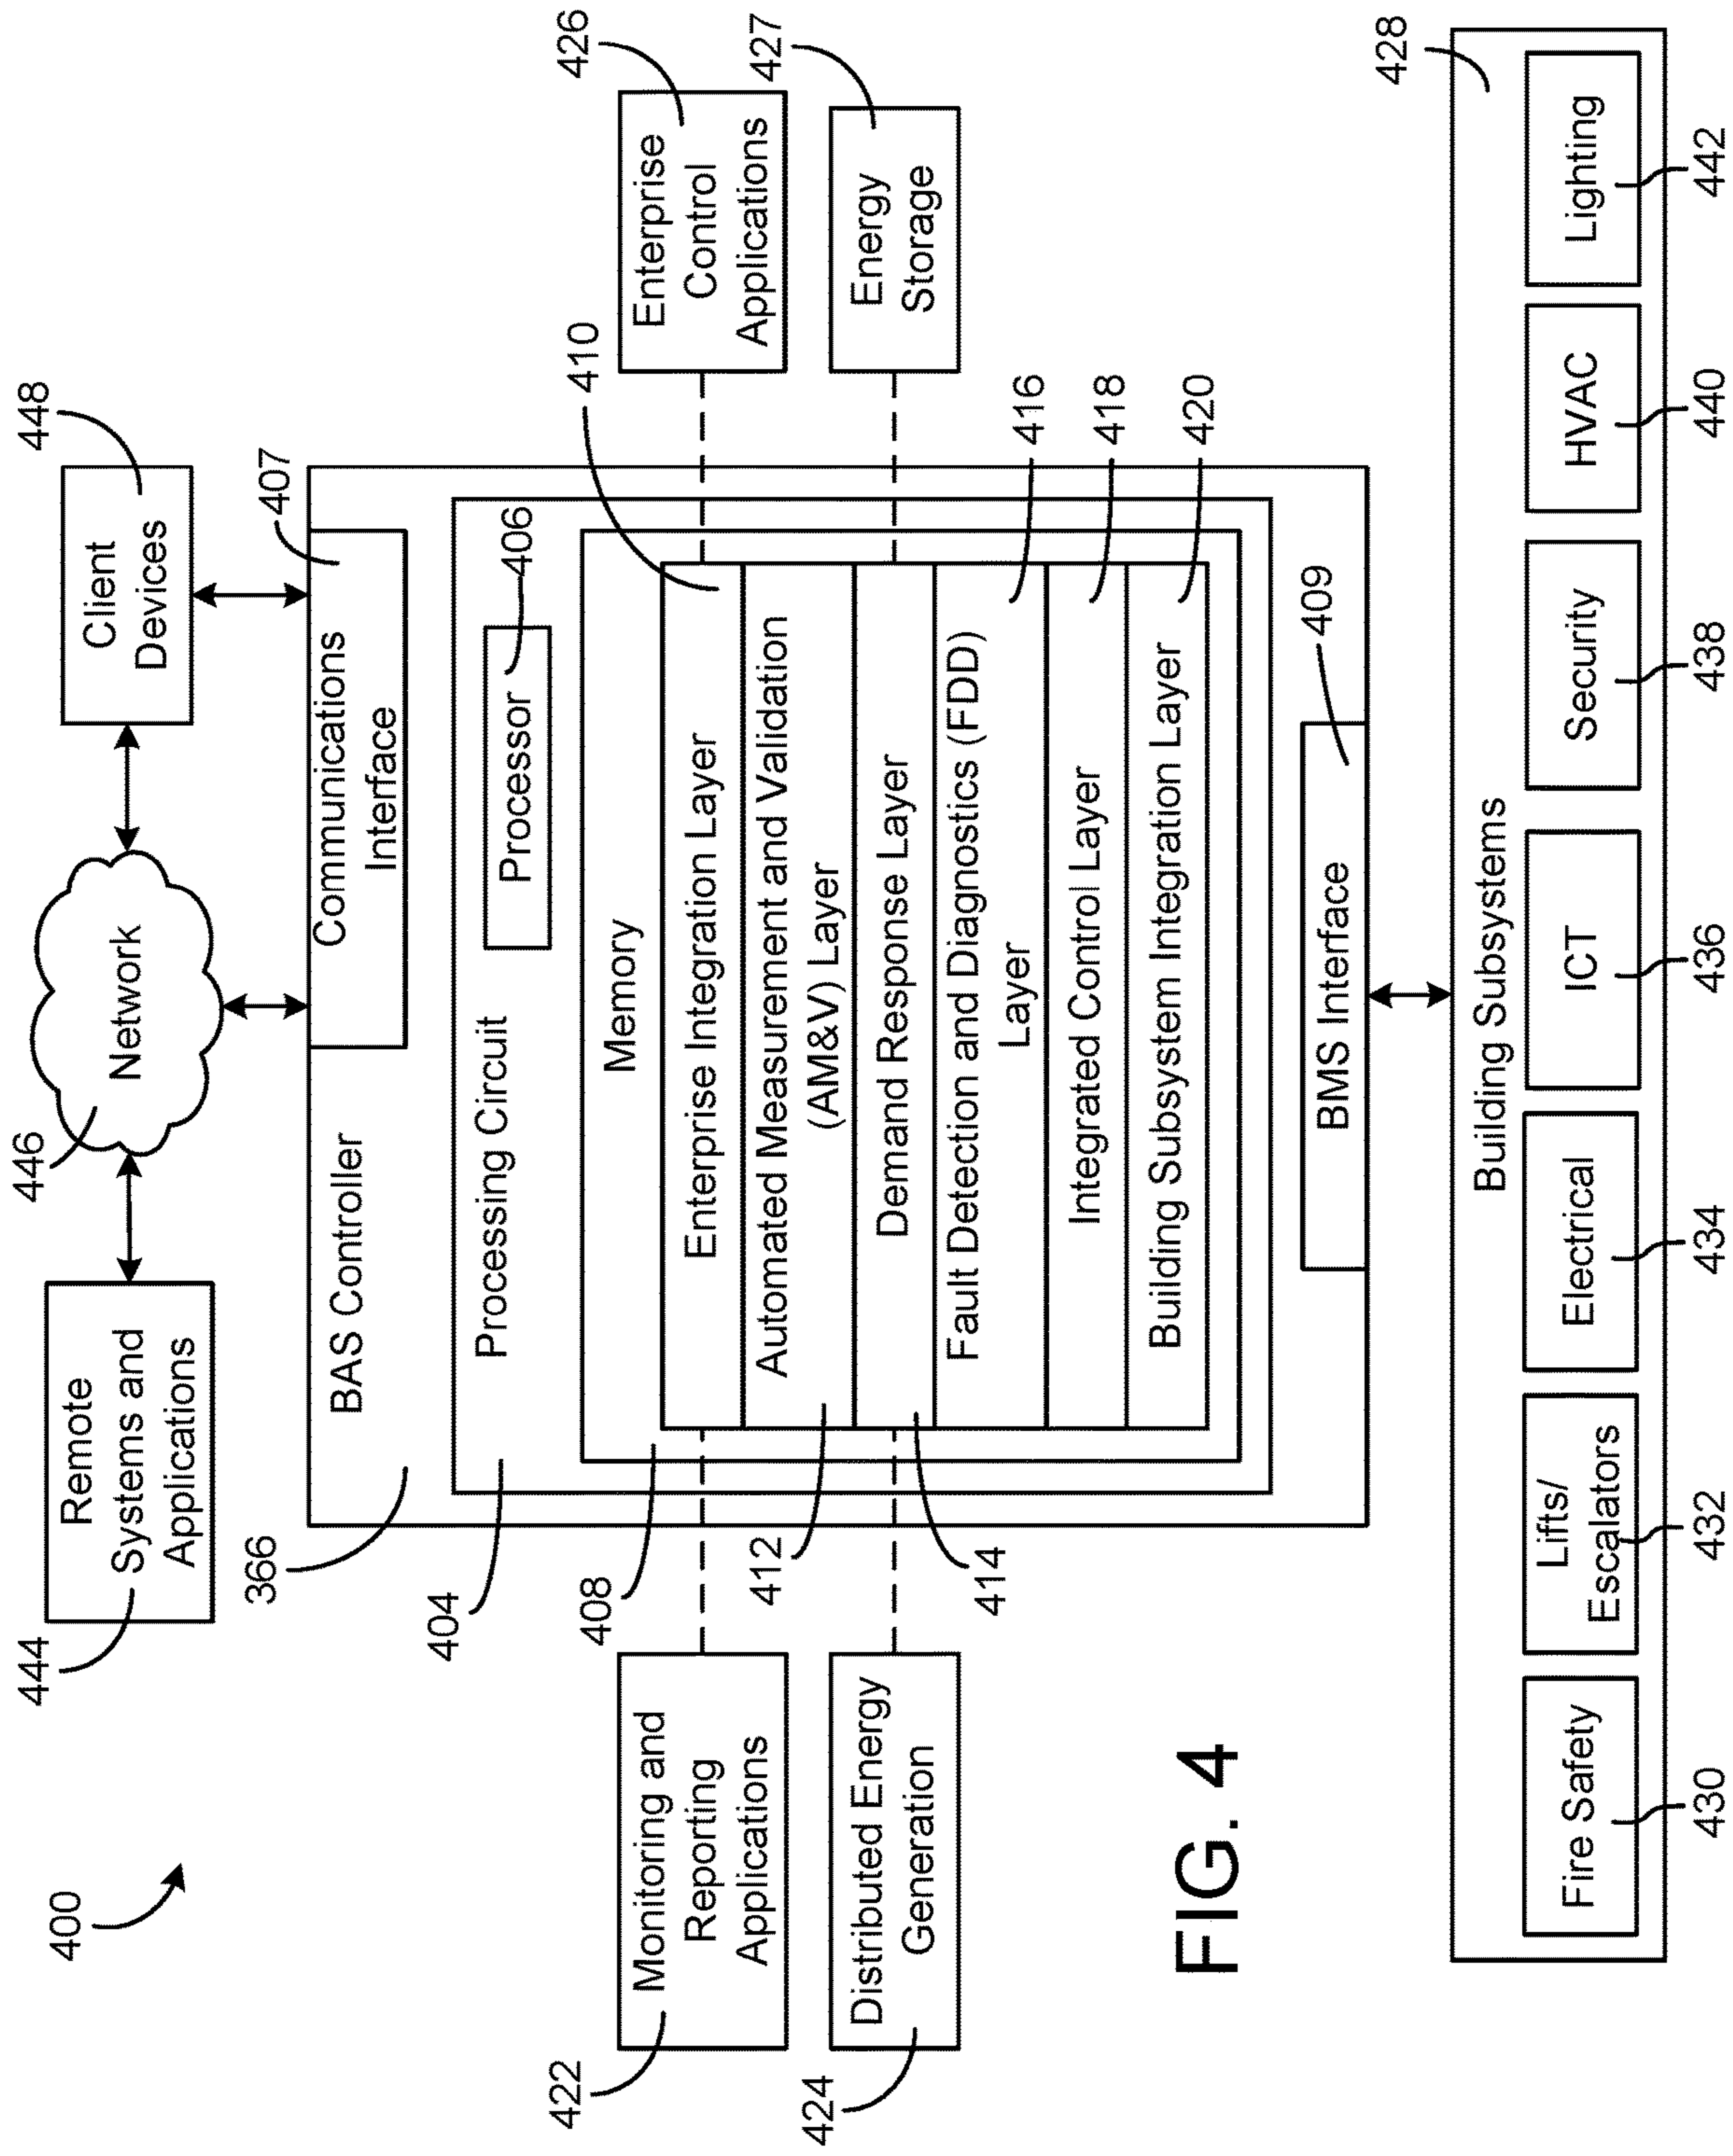 400
444
Remote
Systems and
Applications
446
Network
Client
Devices
448
366
BAS Controller
Communications
Interface
407
404
Processing Circuit
Processor
406
408
Memory
410
Enterprise Integration Layer
Automated Measurement and Validation
(AM&V) Layer
412
Demand Response Layer
414
Fault Detection and Diagnostics (FDD)
Layer
416
Integrated Control Layer
418
Building Subsystem Integration Layer
420
BMS Interface
409
422
Monitoring and
Reporting
Applications
424
Distributed Energy
Generation
Enterprise
Control
Applications
426
Energy
Storage
427
FIG. 4
Building Subsystems
428
Fire Safety
Lifts/
Escalators
Electrical
ICT
Security
HVAC
Lighting
430
432
434
436
438
440
442